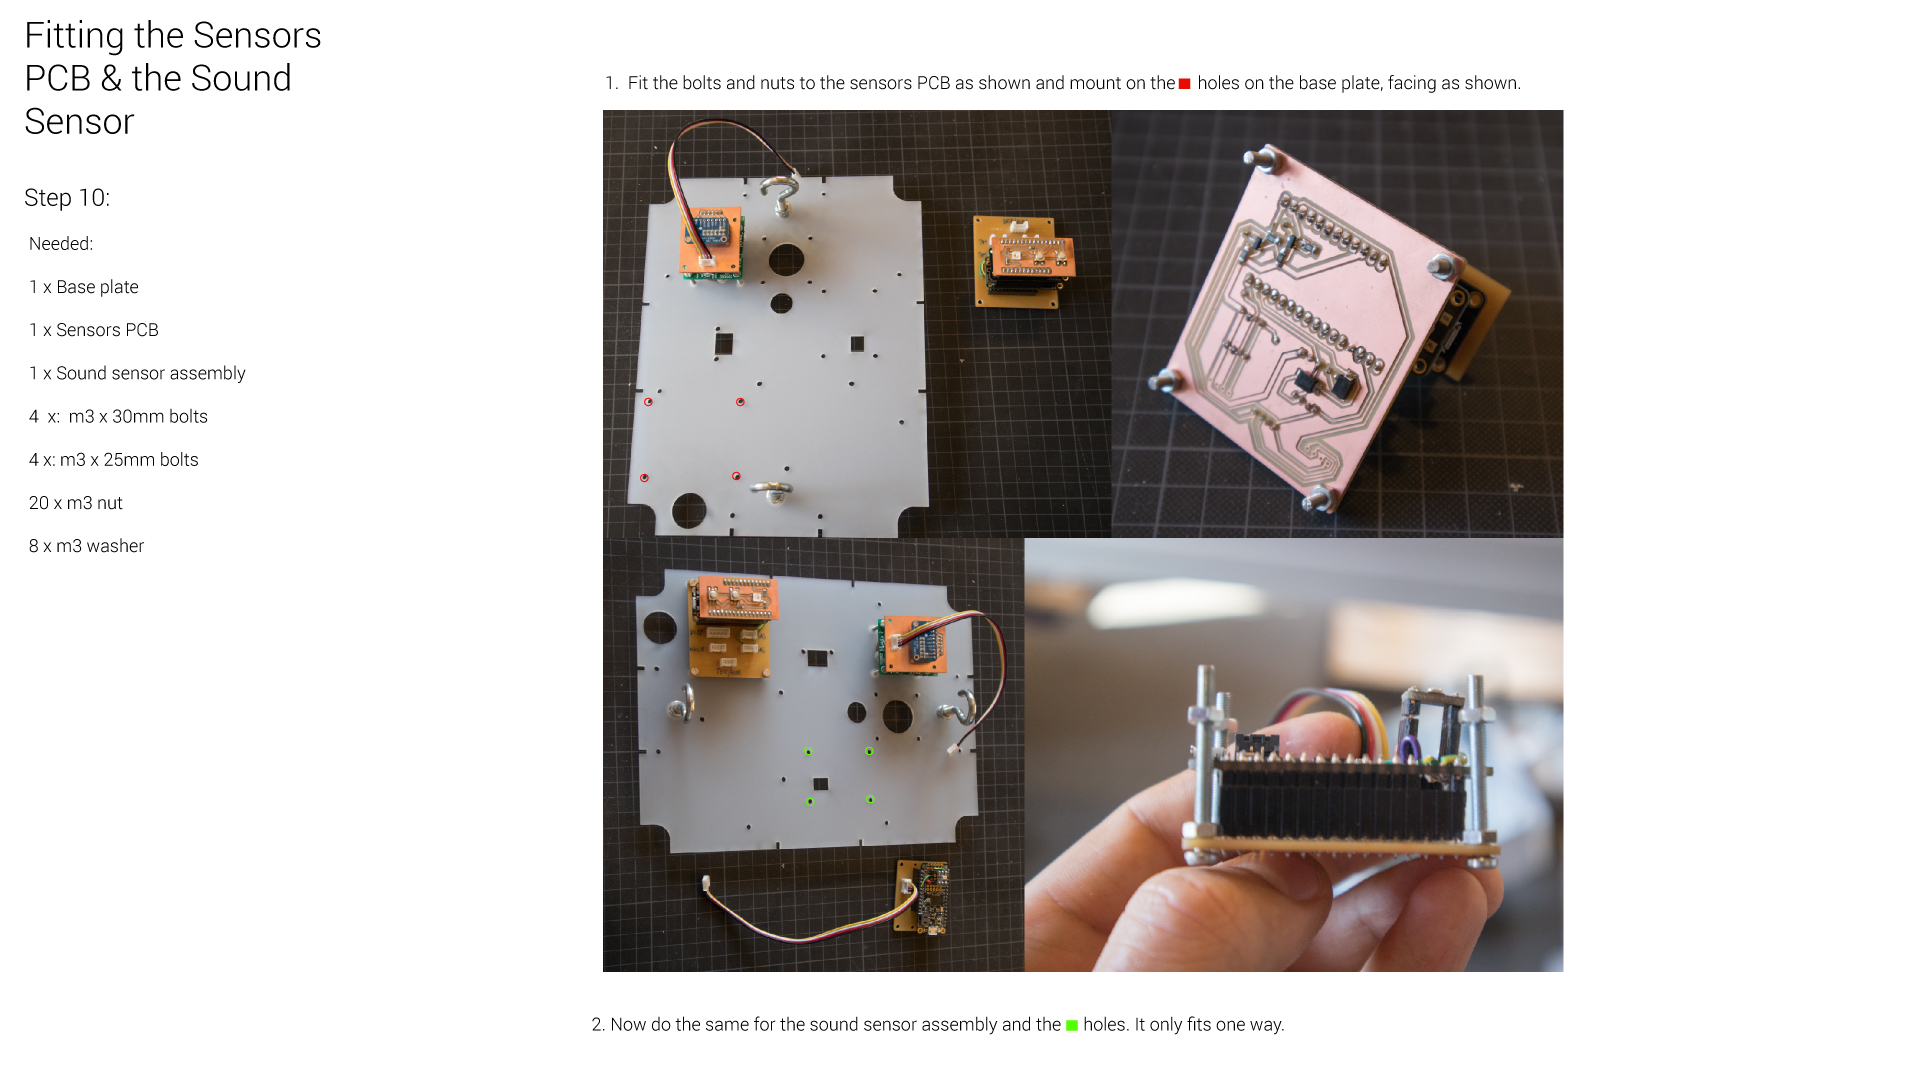 Fitting the Sensors
PCB & the Sound
Sensor
Step 10:
Needed:
1 x Base plate
1 x Sensors PCB
1 x Sound sensor assembly
4  x:  m3 x 30mm bolts
4 x: m3 x 25mm bolts
20 x m3 nut
8 x m3 washer
1.  Fit the bolts and nuts to the sensors PCB as shown and mount on the holes on the base plate, facing as shown.
2. Now do the same for the sound sensor assembly and the holes. It only fits one way.